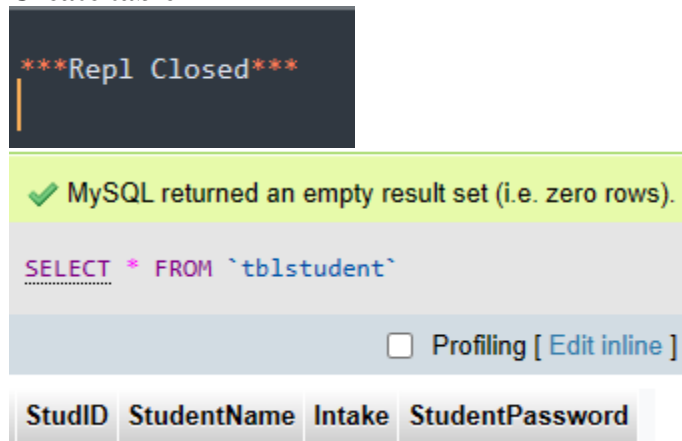 ***Repl Closed***
MySQL returned an empty result set (i.e. zero rows).
SELECT * FROM `tblstudent`
Profiling [ Edit inline ]
StudID StudentName Intake StudentPassword